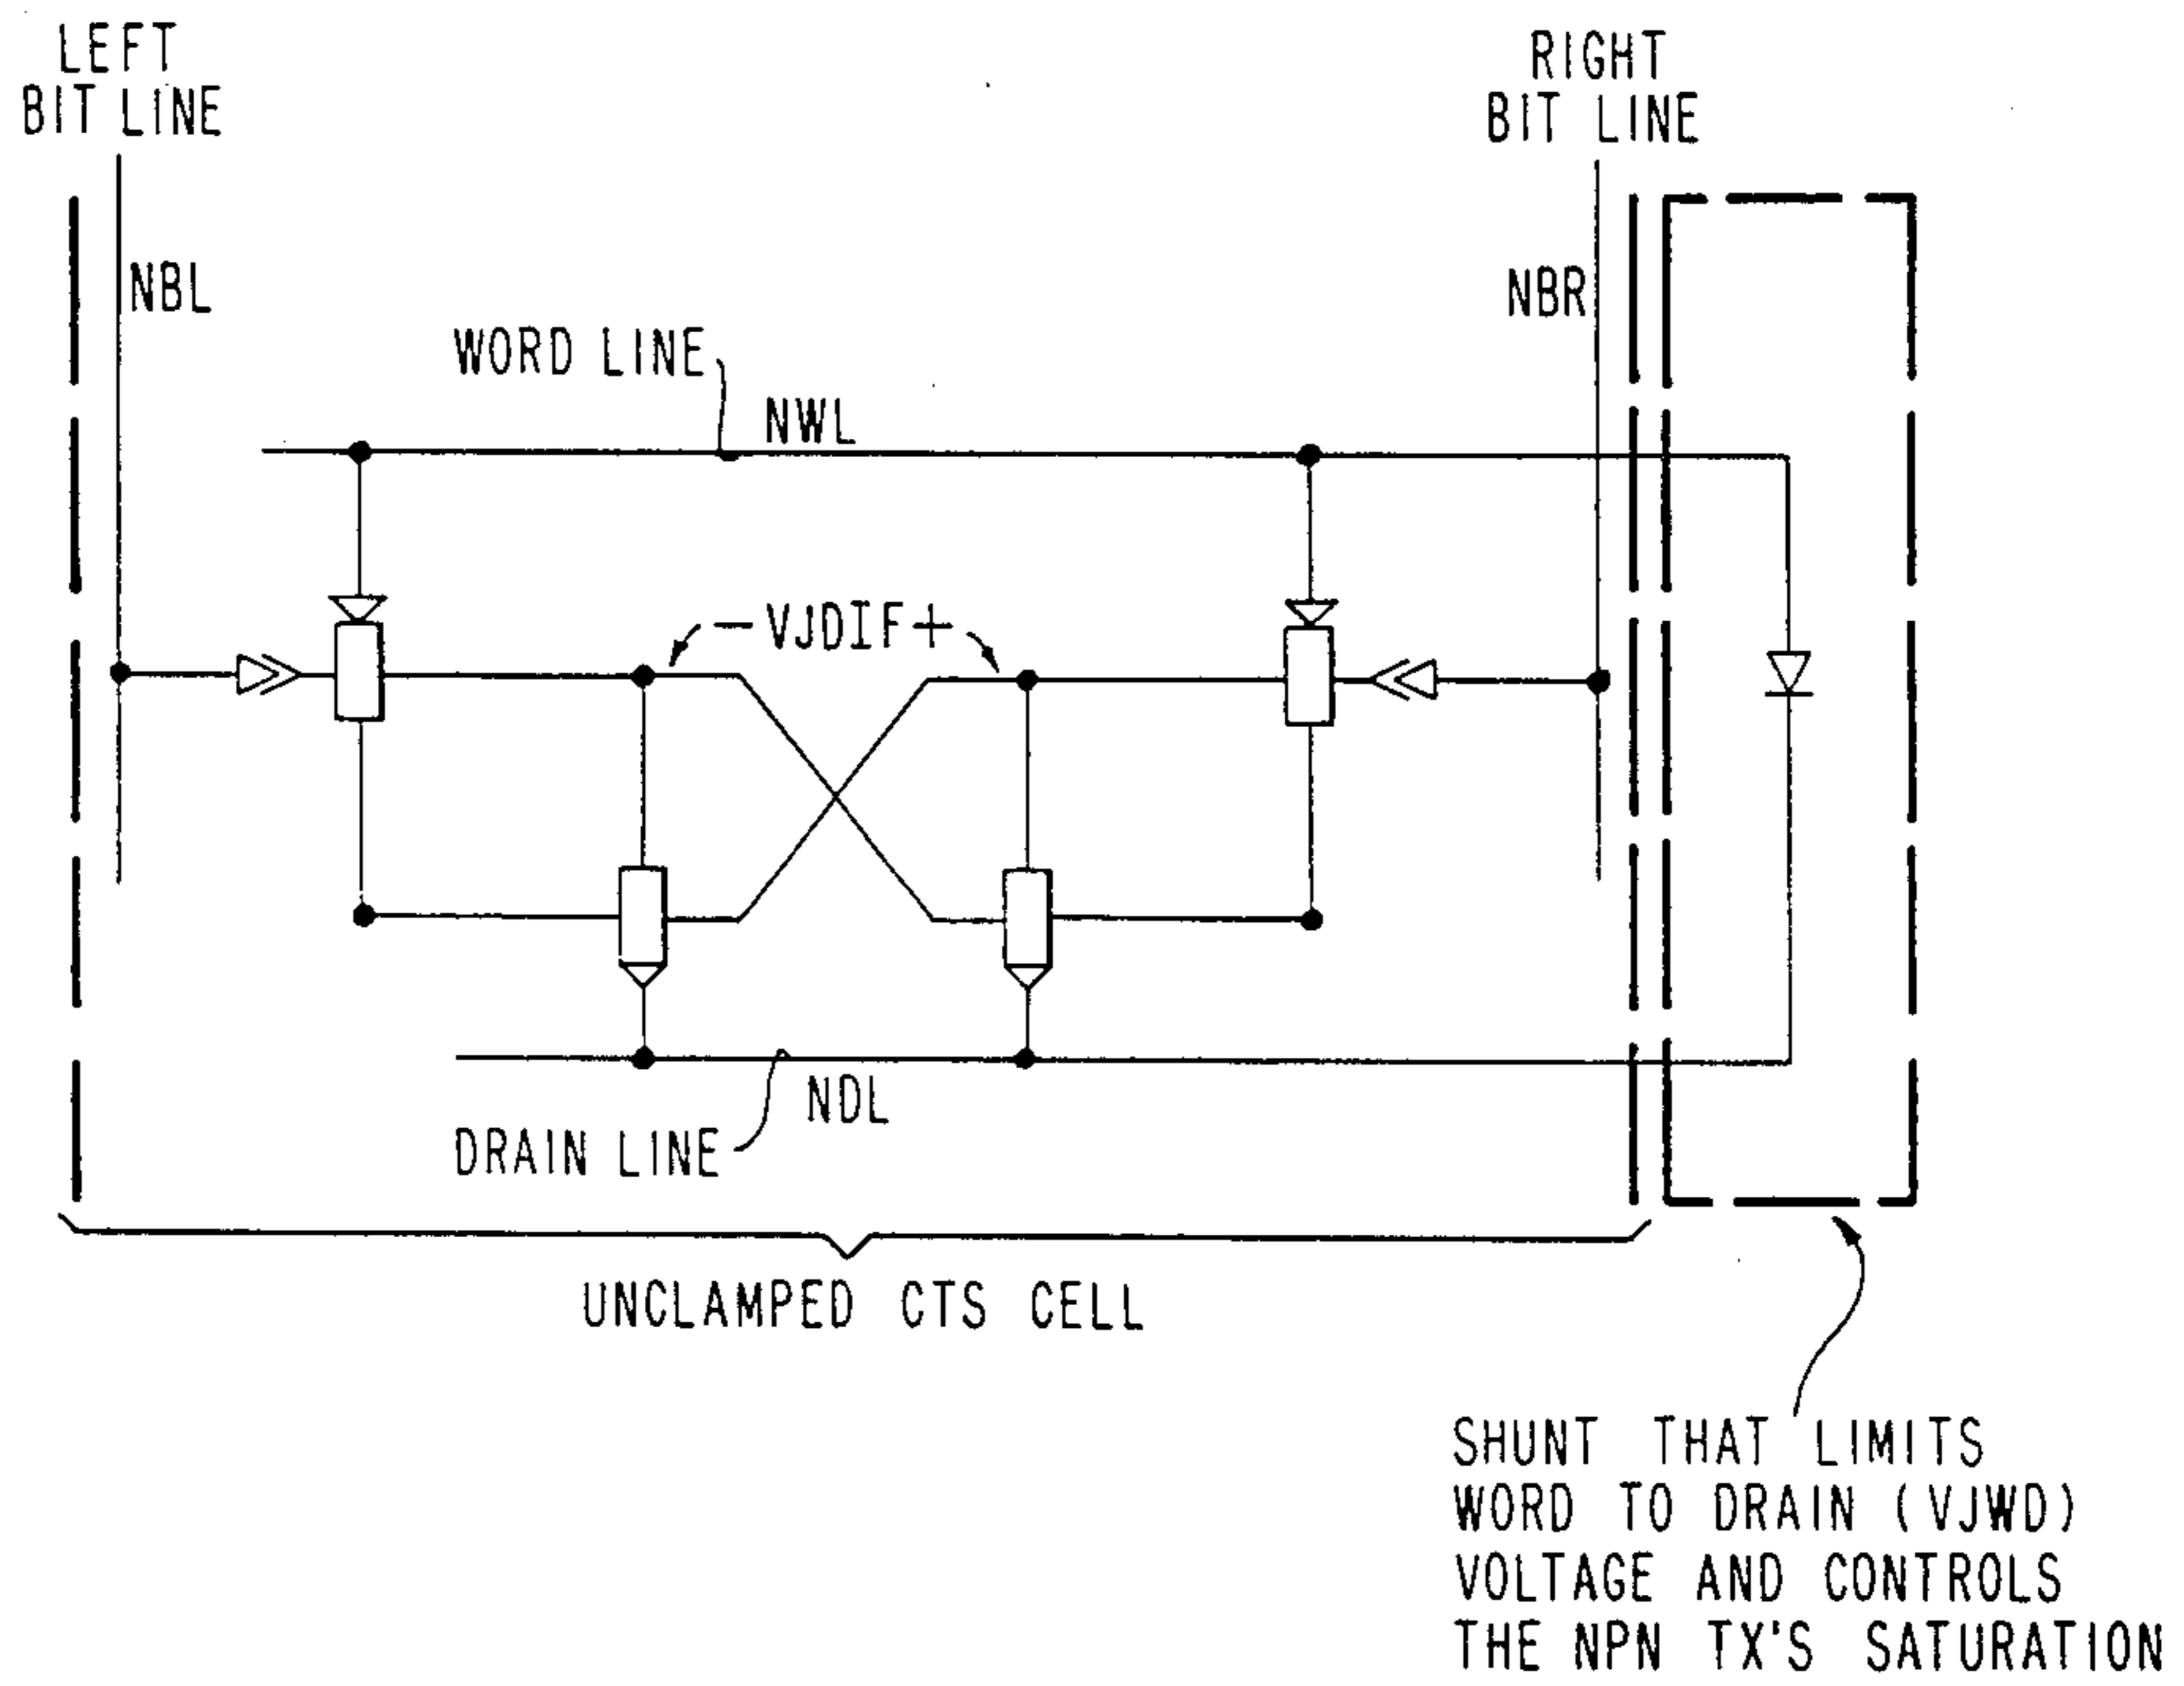 LEFT
BIT LINE
RIGHT
BIT LINE
NBL
NBR
WORD LINE
NWL
- VJDIF +
NDL
DRAIN LINE
UNCLAMPED CTS CELL
SHUNT THAT LIMITS
WORD TO DRAIN (VJWD)
VOLTAGE AND CONTROLS
THE NPN TX'S SATURATION